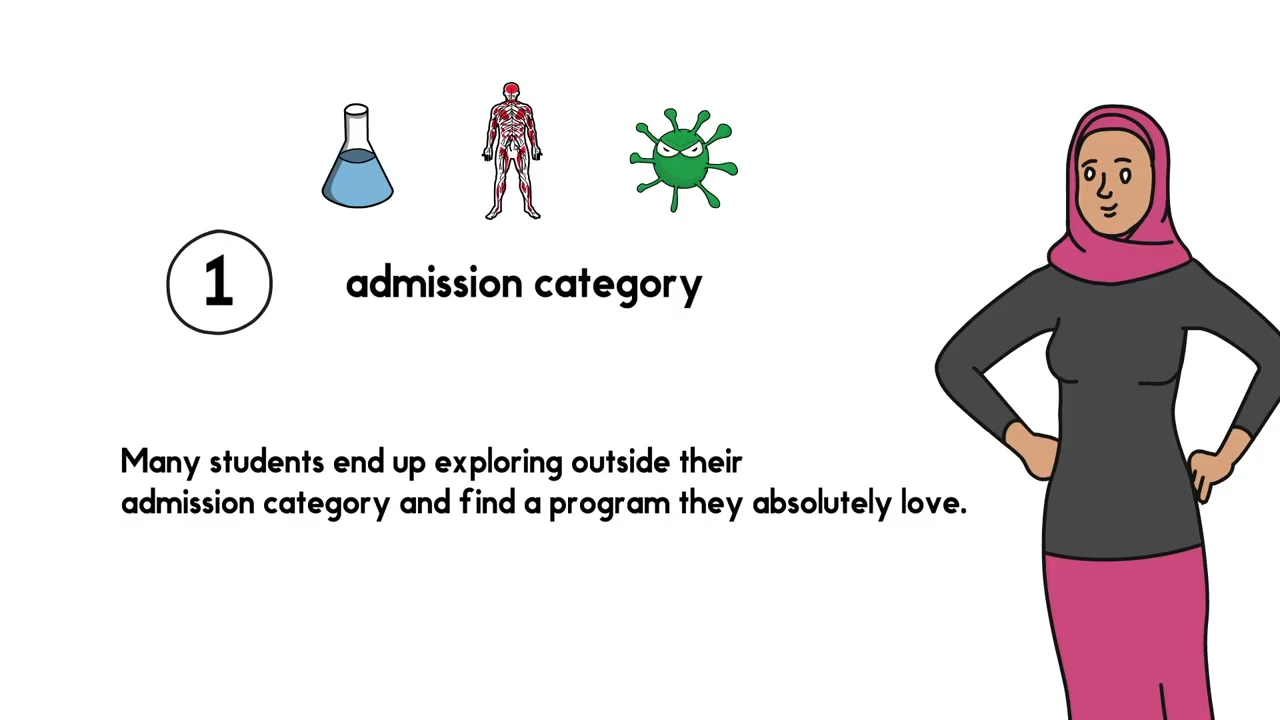 1
admission category
Many students end up exploring outside their
admission category and find a program they absolutely love.